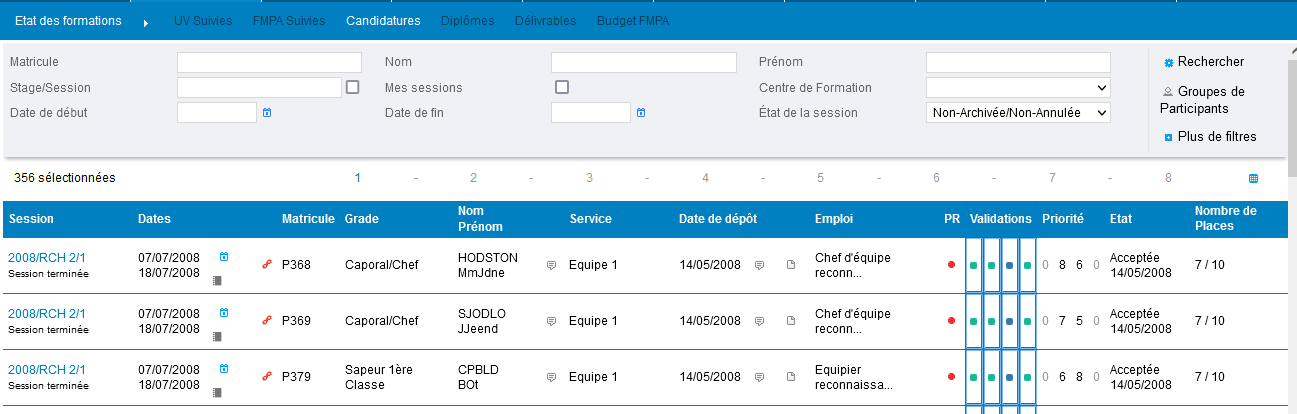 Etat des formations UV Suivies FMPA Suivies Candidatures Diplômes Délivrables Budget FMPA
Matricule Nom Prénom Rechercher
Stage/Session Mes sessions Centre de Formation Groupes de
Participants
Date de début Date de fin État de la session Non-Archivée/Non-Annulée
Plus de filtres
356 sélectionnées 1 - 2 - 3 - 4 - 5 - 6 - 7 - 8
Session Dates Matricule Grade Nom Service Date de dépôt Emploi PR Validations Priorité Etat Nombre de
Prénom Places
2008/RCH 2/1 07/07/2008 P368 Caporal/Chef HODSTON Equipe 1 14/05/2008 Chef d'équipe 0 8 6 0 Acceptée 7 / 10
Session terminée 18/07/2008 MmJdne reconn... 14/05/2008
2008/RCH 2/1 07/07/2008 P369 Caporal/Chef SJODLO Equipe 1 14/05/2008 Chef d'équipe 0 7 5 0 Acceptée 7 / 10
Session terminée 18/07/2008 JJeend reconn... 14/05/2008
2008/RCH 2/1 07/07/2008 P379 Sapeur 1ère CPBLD Equipe 1 14/05/2008 Equipier 0 6 8 0 Acceptée 7 / 10
Session terminée 18/07/2008 Classe BOt reconnaissa... 14/05/2008